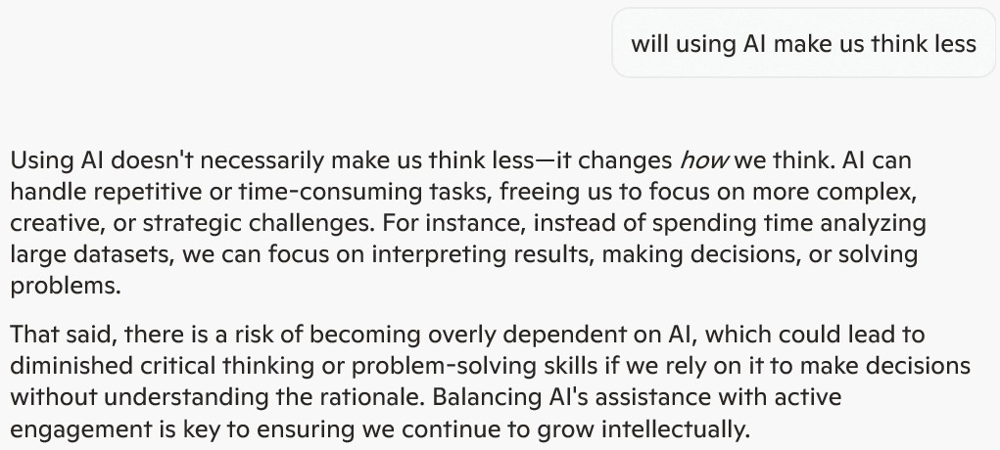 will using AI make us think less
Using AI doesn't necessarily make us think less—it changes how we think. AI can
handle repetitive or time-consuming tasks, freeing us to focus on more complex,
creative, or strategic challenges. For instance, instead of spending time analyzing
large datasets, we can focus on interpreting results, making decisions, or solving
problems.
That said, there is a risk of becoming overly dependent on AI, which could lead to
diminished critical thinking or problem-solving skills if we rely on it to make decisions
without understanding the rationale. Balancing AI's assistance with active
engagement is key to ensuring we continue to grow intellectually.